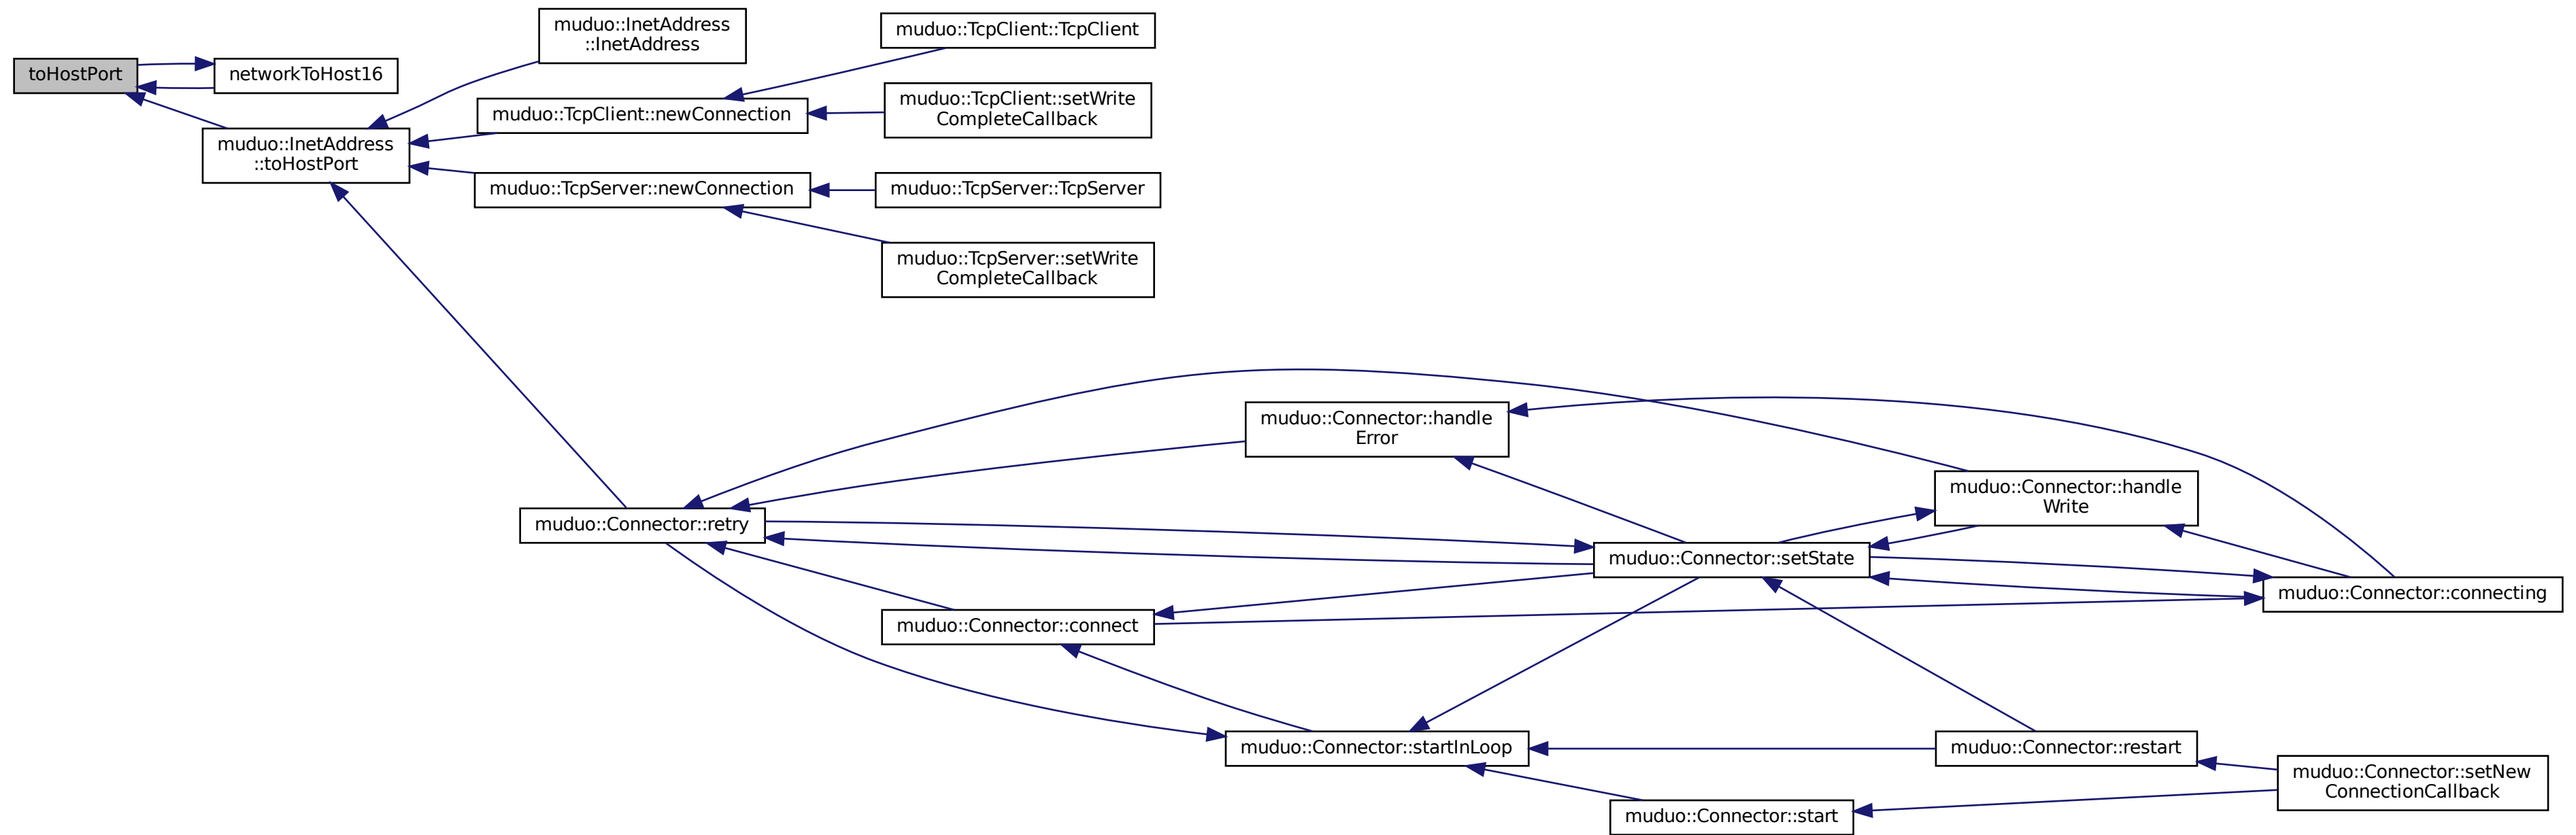 muduo::InetAddress
::InetAddress
muduo::TcpClient::TcpClient
toHostPort
networkToHost16
muduo::TcpClient::newConnection
muduo::TcpClient::setWrite
CompleteCallback
muduo::InetAddress
::toHostPort
muduo::TcpServer::newConnection
muduo::TcpServer::TcpServer
muduo::TcpServer::setWrite
CompleteCallback
muduo::Connector::handle
Error
muduo::Connector::handle
Write
muduo::Connector::retry
muduo::Connector::setState
muduo::Connector::connecting
muduo::Connector::connect
muduo::Connector::startInLoop
muduo::Connector::restart
muduo::Connector::setNew
ConnectionCallback
muduo::Connector::start